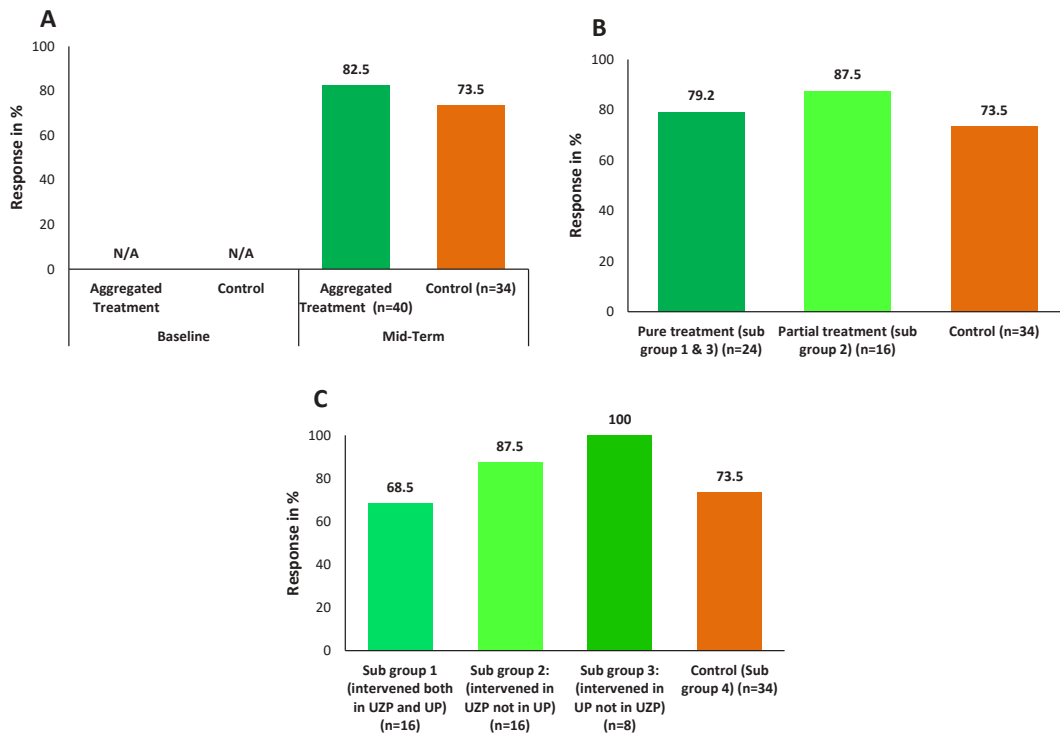 A
100
80
60
40
20
0
Response in %
82.5
73.5
N/A
N/A
Aggregated
Treatment
Control
Aggregated
Treatment (n=40)
Control (n=34)
Baseline
Mid-Term
B
100
80
60
40
20
0
Response in %
79.2
87.5
73.5
Pure treatment (sub
group 1 & 3) (n=24)
Partial treatment (sub
group 2) (n=16)
Control (n=34)
C
100
80
60
40
20
0
Response in %
68.5
87.5
100
73.5
Sub group 1
(intervened both
in UZP and UP)
(n=16)
Sub group 2:
(intervened in
UZP not in UP)
(n=16)
Sub group 3:
(intervened in
UP not in UZP)
(n=8)
Control (Sub
group 4) (n=34)